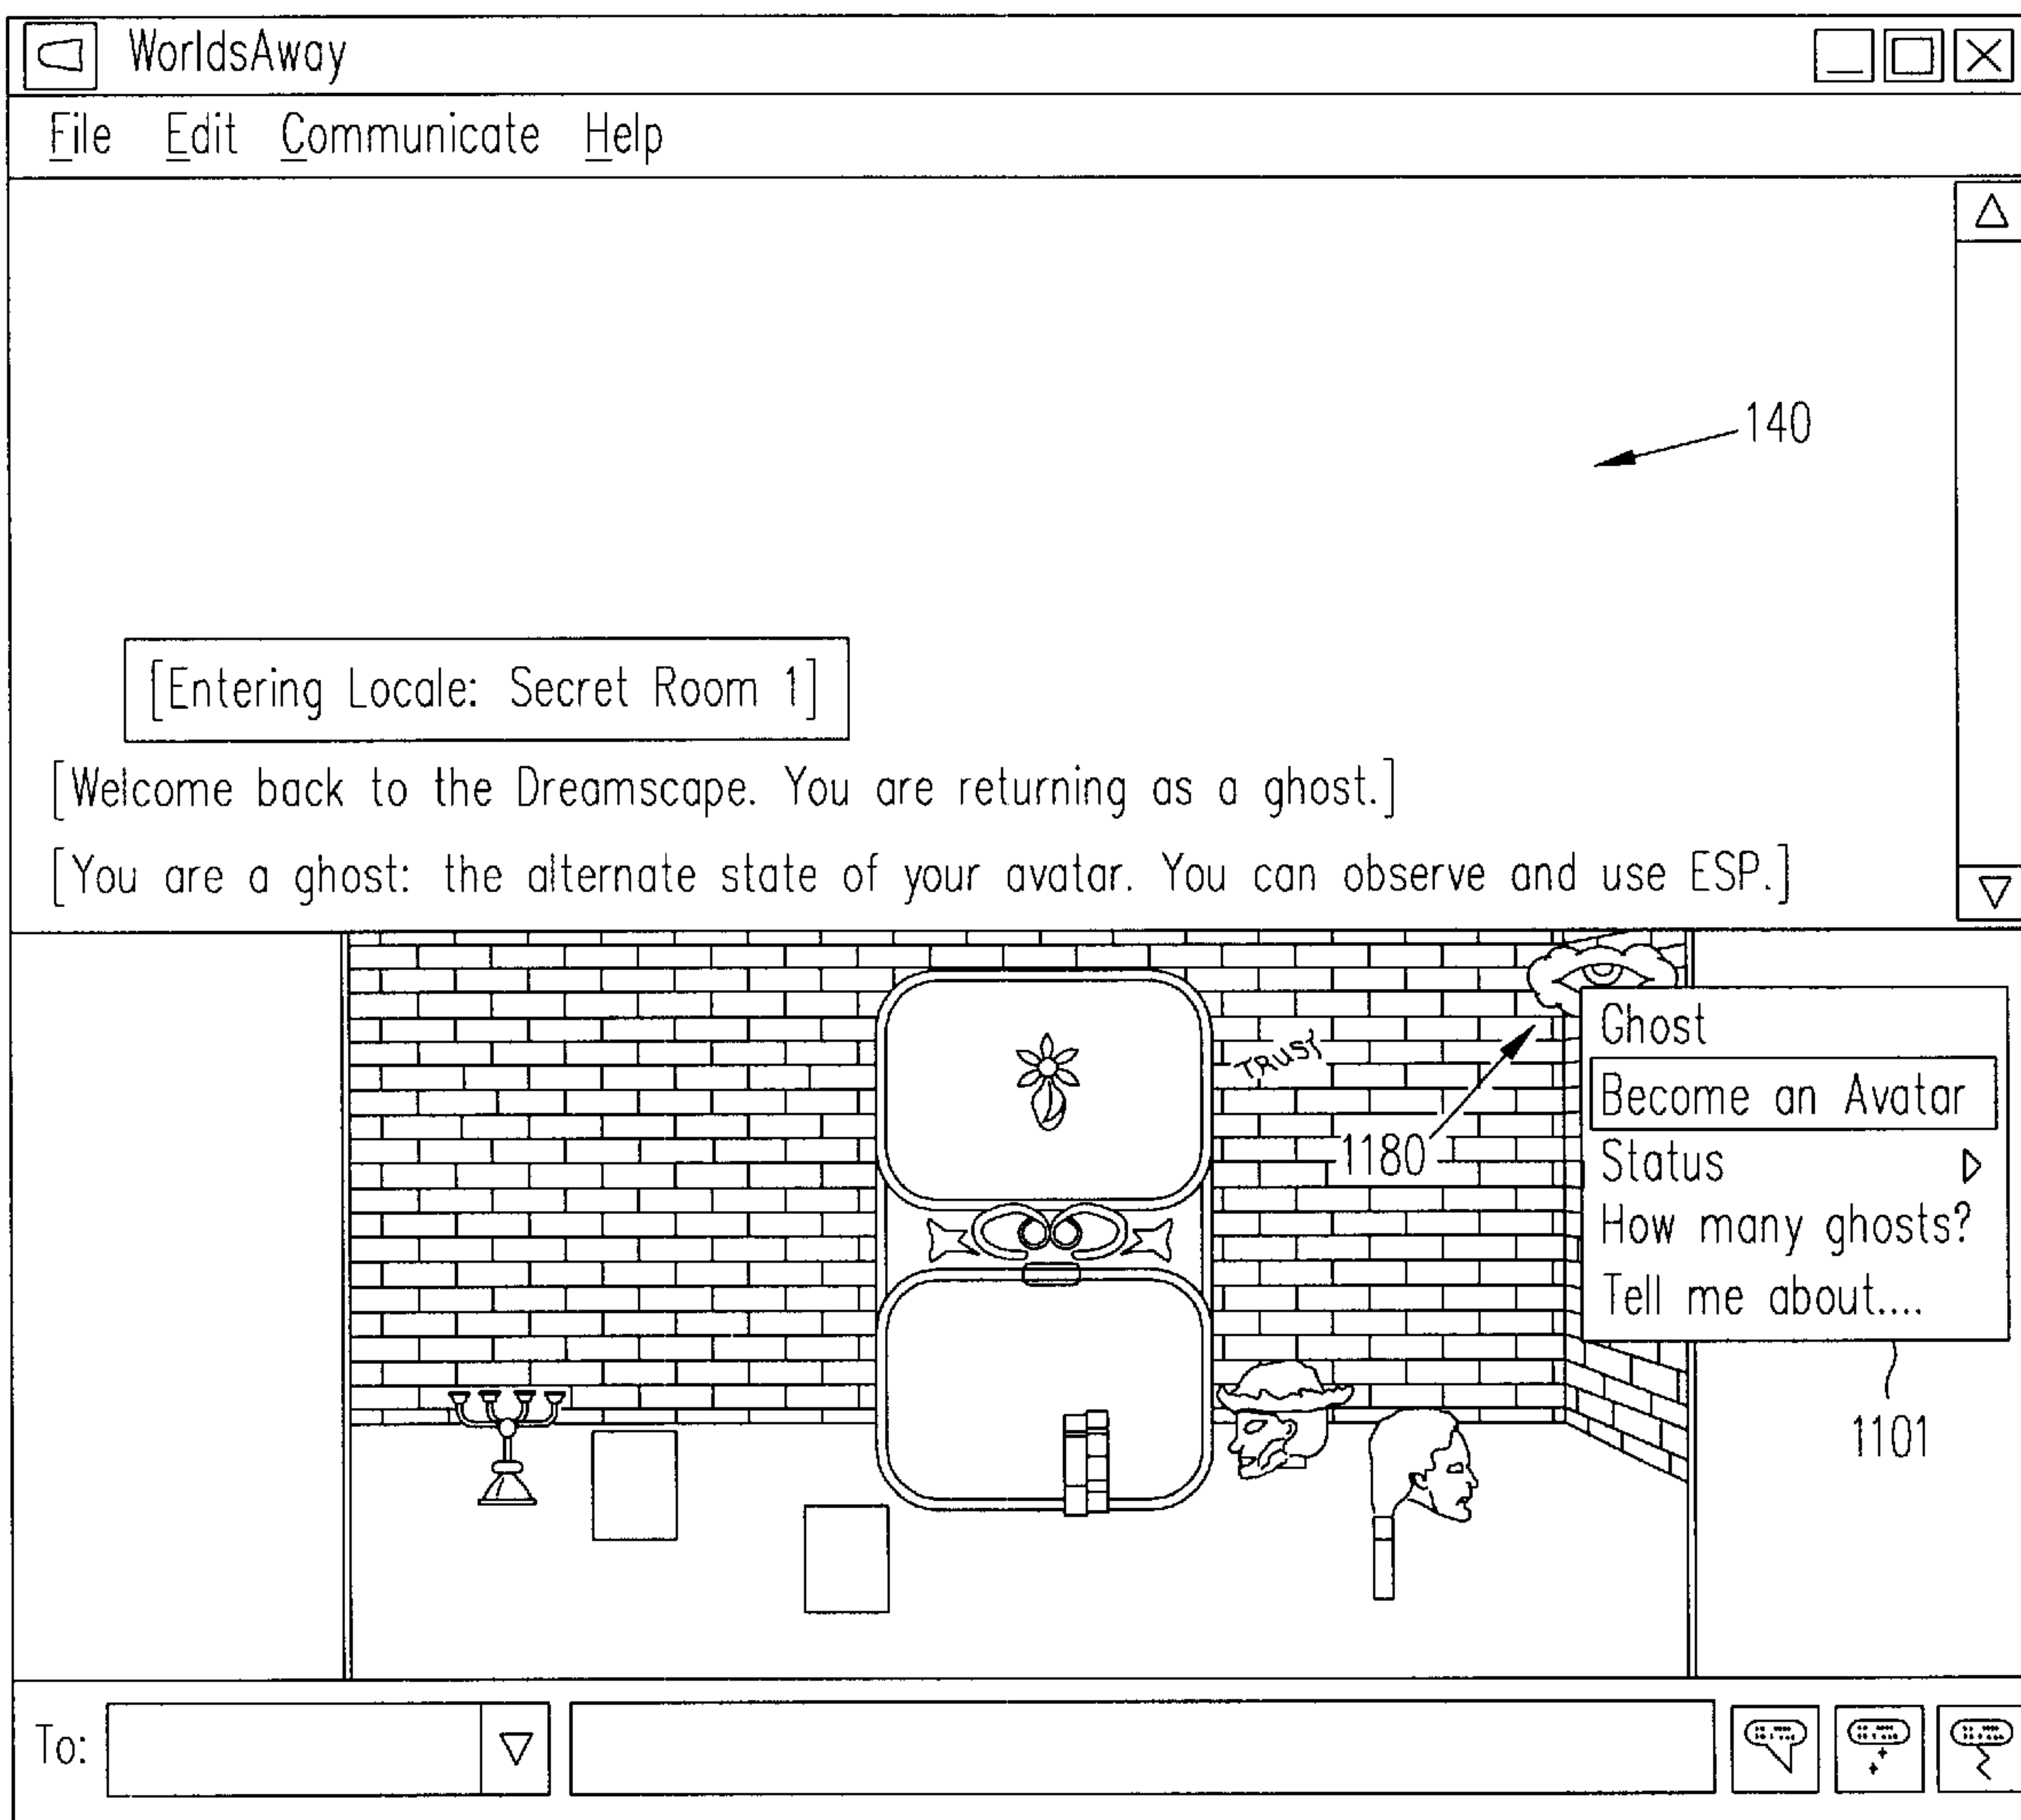 WorldsAway
File Edit Communicate Help
140
[Entering Locale: Secret Room 1]
[Welcome back to the Dreamscape. You are returning as a ghost.]
[You are a ghost: the alternate state of your avatar. You can observe and use ESP.]
TRUST
1180
Ghost
Become an Avatar
Status
How many ghosts?
Tell me about....
1101
To: